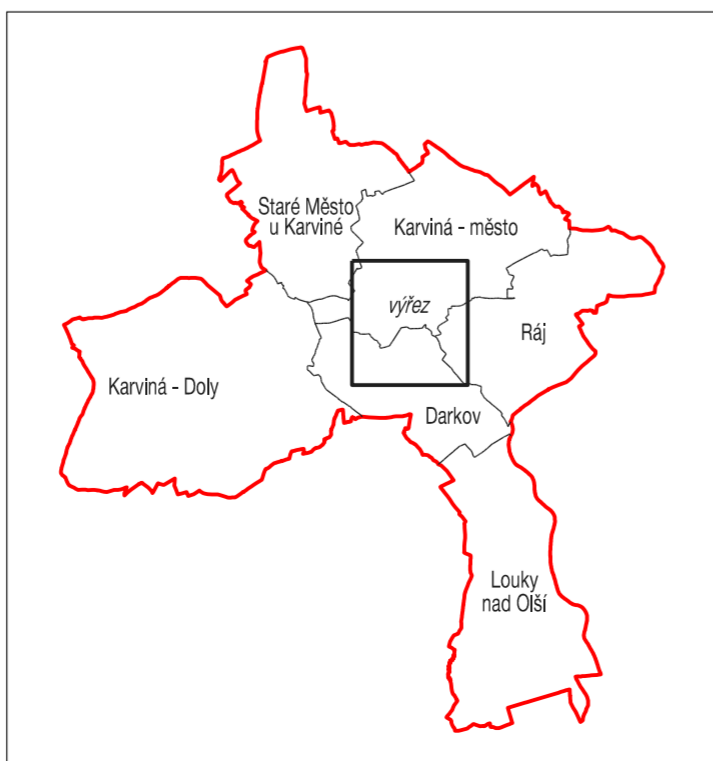 Staré Město
u Karviné
Karviná - město
výřez
Ráj
Karviná - Doly
Darkov
Louky
nad Olší